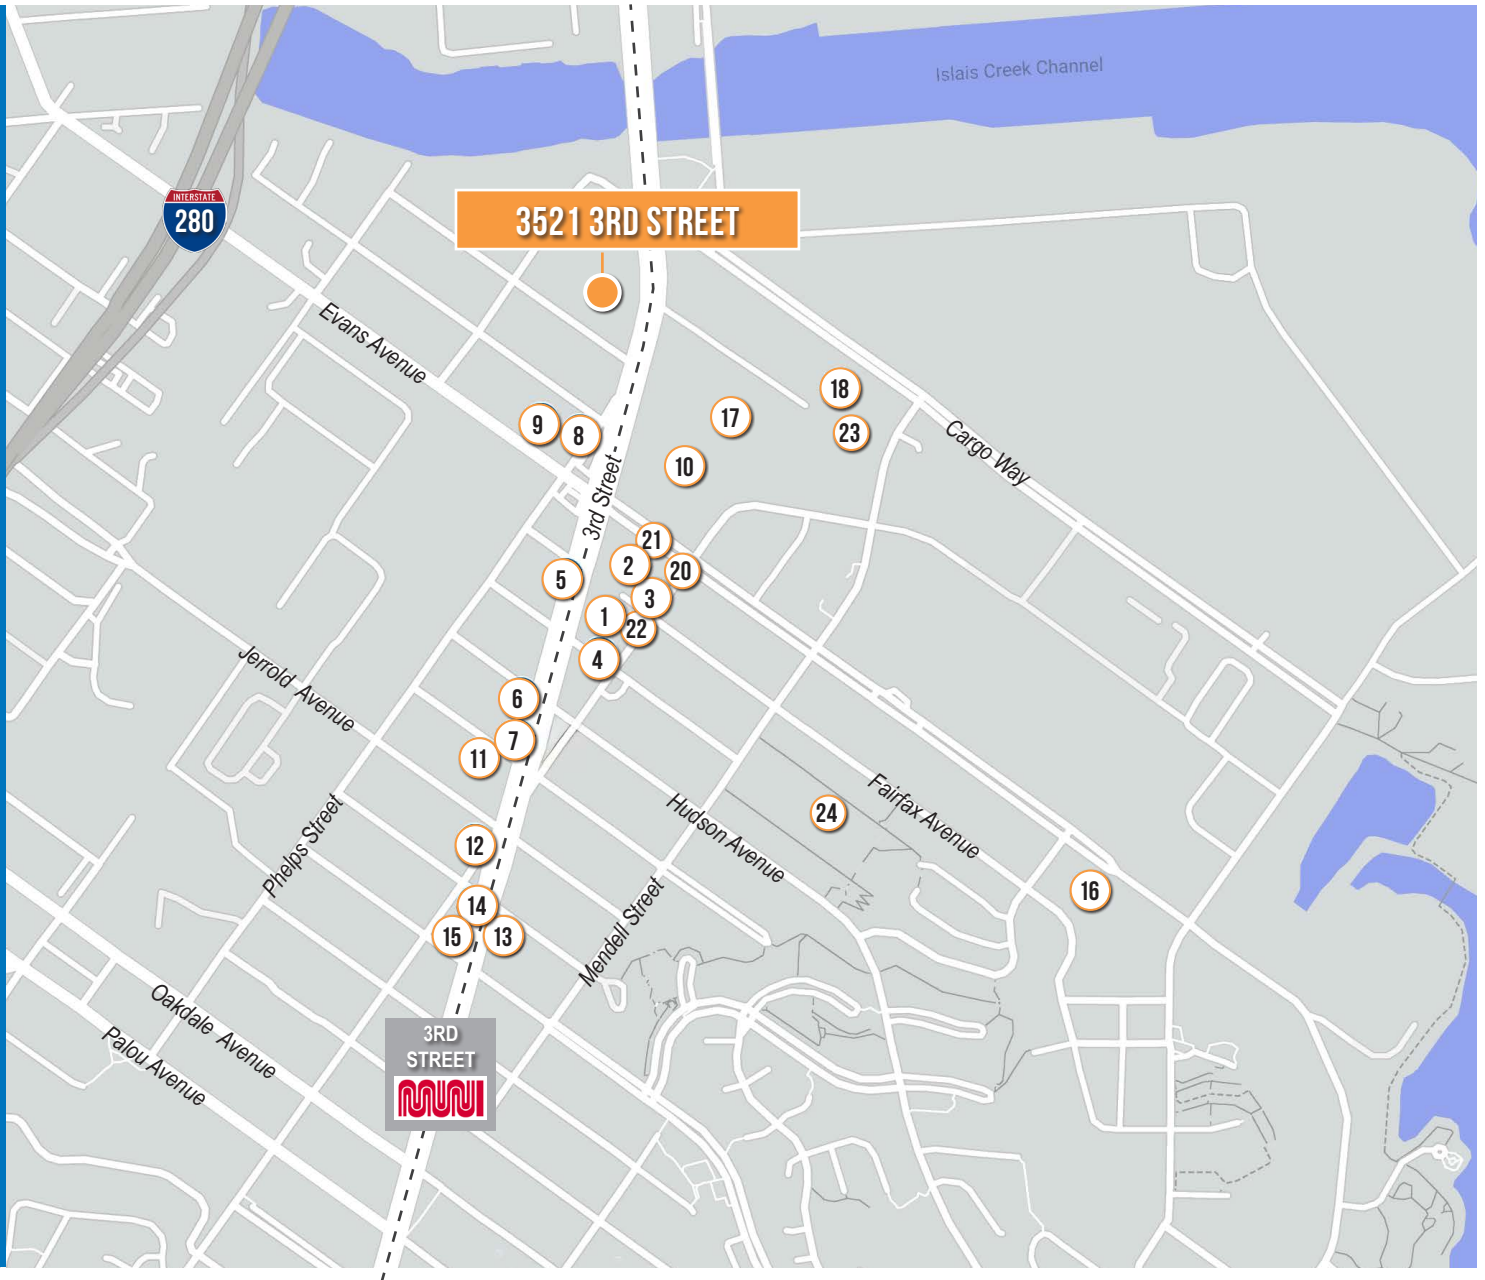 Islais Creek Channel
INTERSTATE
280
3521 3RD STREET
Evans Avenue
18
17
23
9
8
Cargo Way
10
3rd Street
21
2
20
5
3
1
22
4
Jerrold Avenue
6
7
11
Fairfax Avenue
Hudson Avenue
24
Phelps Street
12
16
Mendell Street
14
15
13
Oakdale Avenue
Palou Avenue
3RD
STREET
MUNI